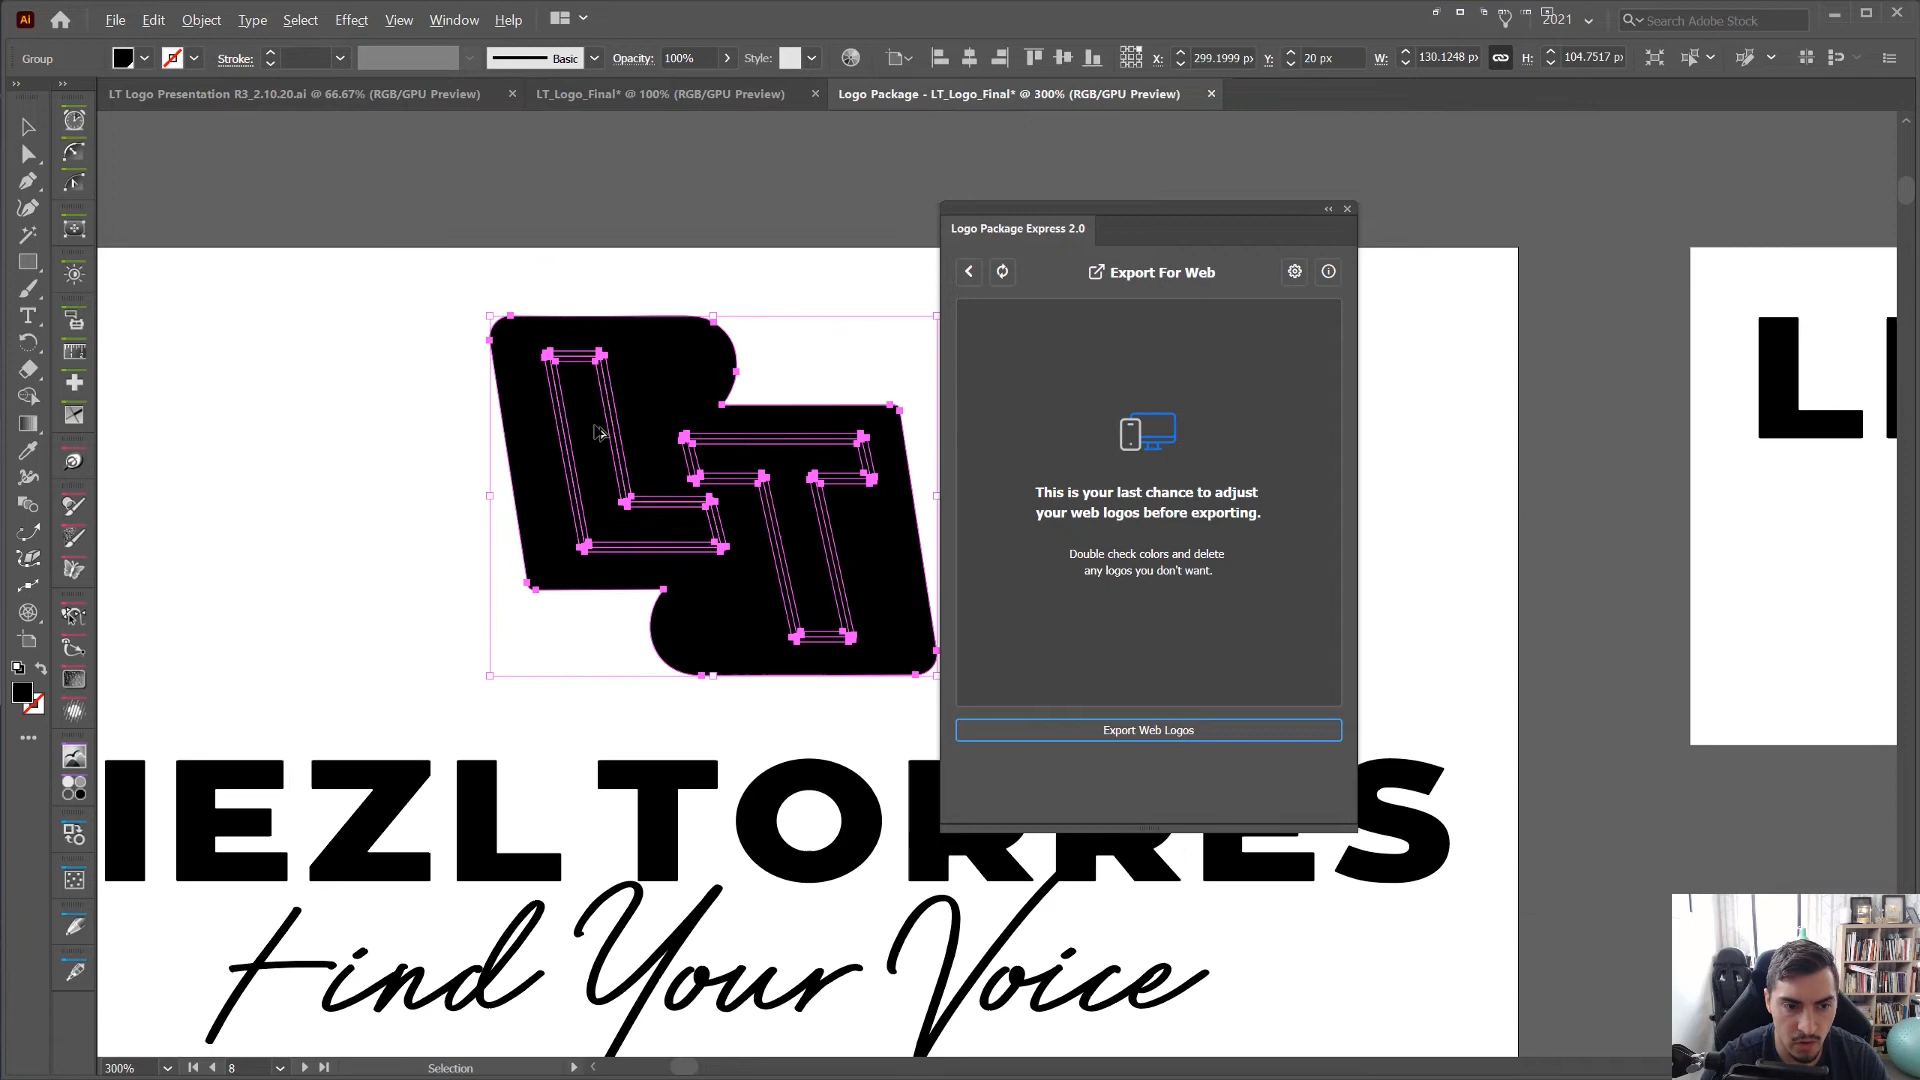 Ai File Edit Object Type Select Effect View Window Help 2021 Search Adobe Stock
Group Stroke: Basic Opacity: 100% Style: X: 299.1999 p Y: 20 px W: 130.1248 p H: 104.7517 p
LT Logo Presentation R3_2.10.20.ai @ 66.67% (RGB/GPU Preview) LT_Logo_Final* @ 100% (RGB/GPU Preview) Logo Package - LT_Logo_Final* @ 300% (RGB/GPU Preview)
Logo Package Express 2.0
Export For Web
LT
This is your last chance to adjust
your web logos before exporting.
Double check colors and delete
any logos you don't want.
Export Web Logos
IEZL TORRES
Find Your Voice
L
300% 8 Selection